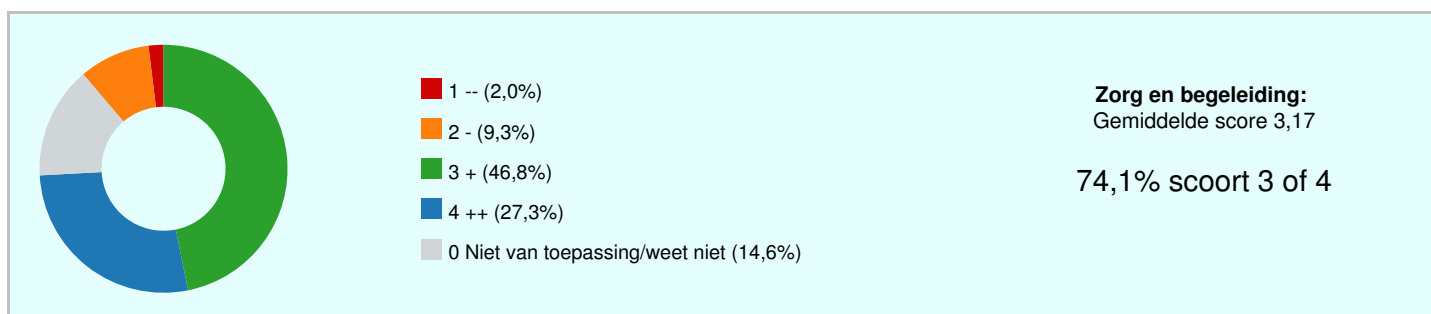 1 -- (2,0%)
2 - (9,3%)
3 + (46,8%)
4 ++ (27,3%)
0 Niet van toepassing/weet niet (14,6%)
Zorg en begeleiding:
Gemiddelde score 3,17
74,1% scoort 3 of 4